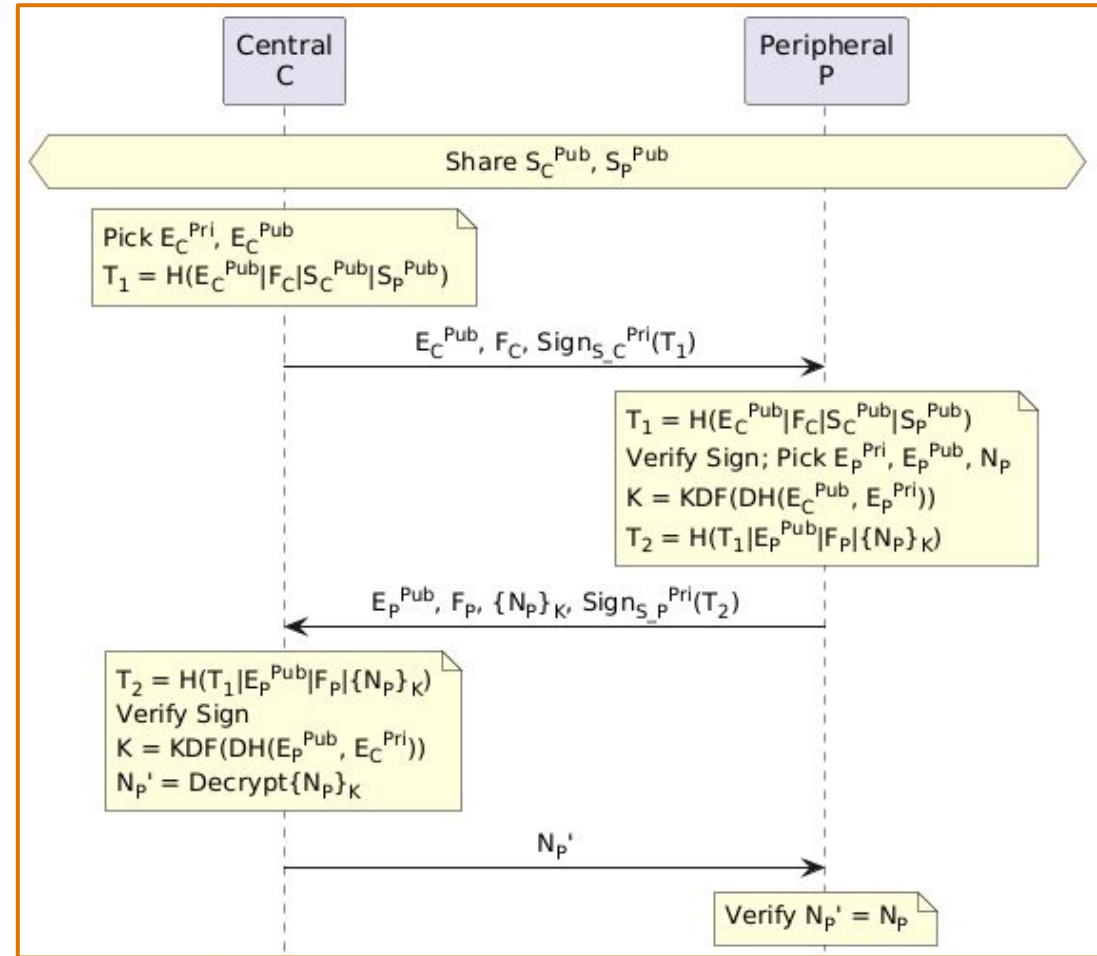 Central
C
Peripheral
P
Share S_C^Pub, S_P^Pub
Pick E_C^Pri, E_C^Pub
T_1 = H(E_C^Pub|F_C|S_C^Pub|S_P^Pub)
E_C^Pub, F_C, Sign_S_C^Pri(T_1)
T_1 = H(E_C^Pub|F_C|S_C^Pub|S_P^Pub)
Verify Sign; Pick E_P^Pri, E_P^Pub, N_P
K = KDF(DH(E_C^Pub, E_P^Pri))
T_2 = H(T_1|E_P^Pub|F_P|{N_P}_K)
E_P^Pub, F_P, {N_P}_K, Sign_S_P^Pri(T_2)
T_2 = H(T_1|E_P^Pub|F_P|{N_P}_K)
Verify Sign
K = KDF(DH(E_P^Pub, E_C^Pri))
N_P' = Decrypt{N_P}_K
N_P'
Verify N_P' = N_P